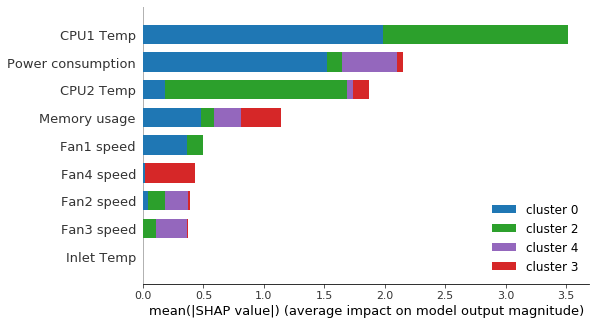 CPU1 Temp
Power consumption
CPU2 Temp
Memory usage
Fan1 speed
Fan4 speed
Fan2 speed
Fan3 speed
Inlet Temp
cluster 0
cluster 2
cluster 4
cluster 3
0.0 0.5 1.0 1.5 2.0 2.5 3.0 3.5
mean(|SHAP value|) (average impact on model output magnitude)